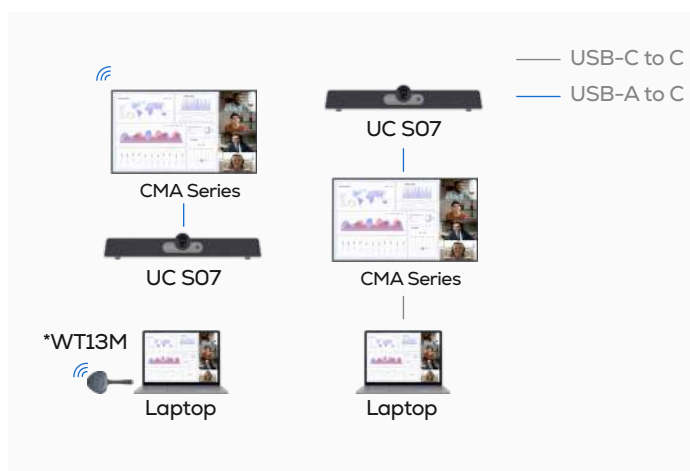 USB-C to C
USB-A to C
CMA Series
UC S07
*WT13M
Laptop
UC S07
CMA Series
Laptop